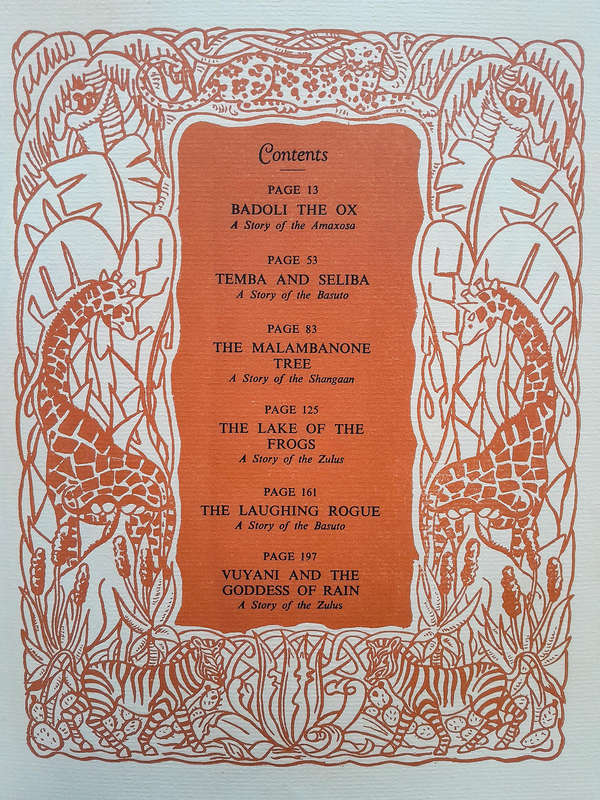 Contents
PAGE 13
BADOLI THE OX
A Story of the Amaxosa
PAGE 53
TEMBA AND SELIBA
A Story of the Basuto
PAGE 83
THE MALAMBANONE
TREE
A Story of the Shangaan
PAGE 125
THE LAKE OF THE
FROGS
A Story of the Zulus
PAGE 161
THE LAUGHING ROGUE
A Story of the Basuto
PAGE 197
VUYANI AND THE
GODDESS OF RAIN
A Story of the Zulus